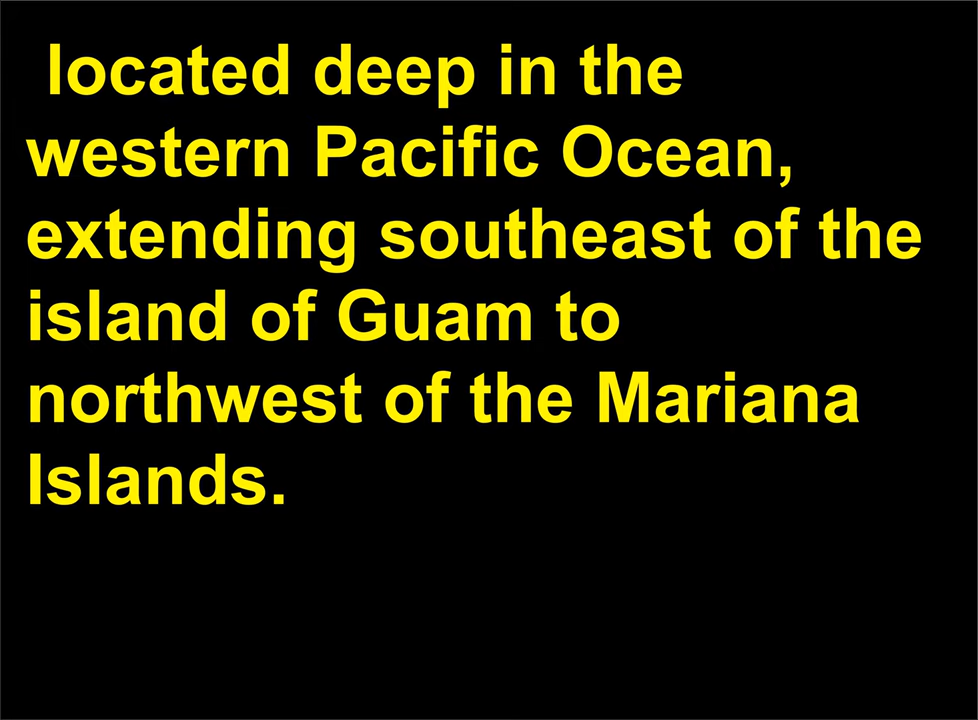 located deep in the
western Pacific Ocean,
extending southeast of the
island of Guam to
northwest of the Mariana
Islands.